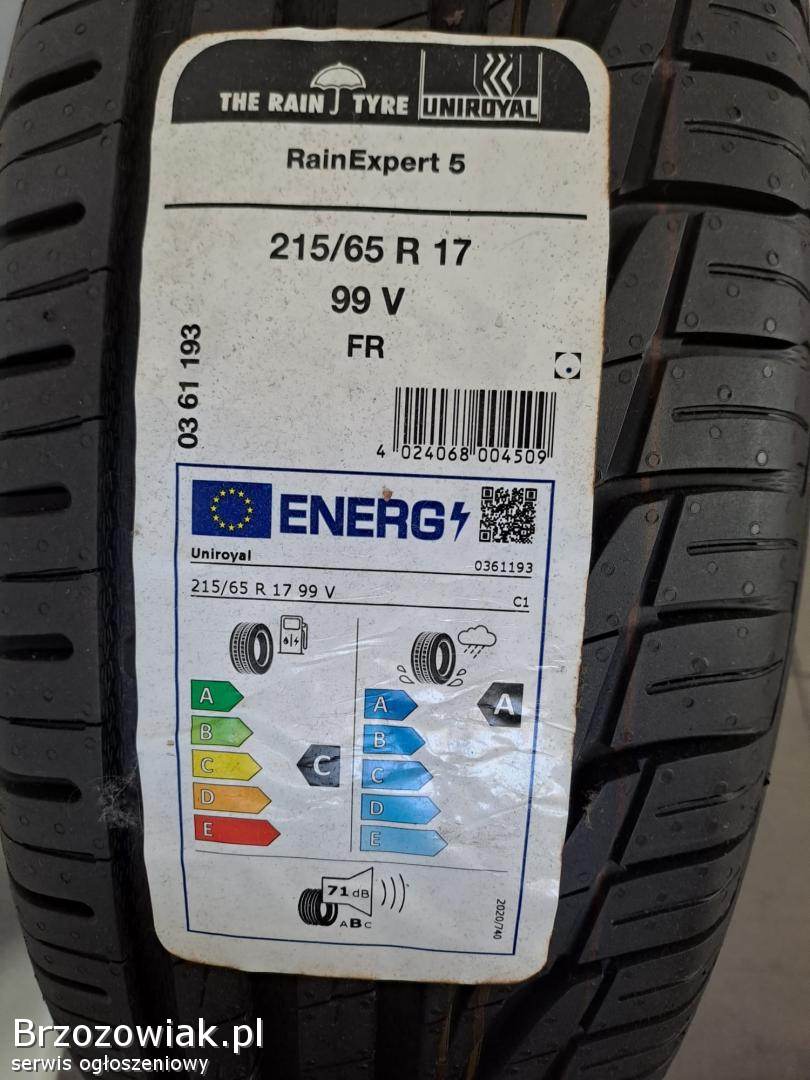 THE RAIN TYRE UNIROYAL
RainExpert 5
215/65 R 17
99 V
FR
03 61 193
4 024068 004509
ENERG
Uniroyal 0361193
215/65 R 17 99 V C1
A
B
C
D
E
C
A
B
C
D
E
A
71 dB
ABC
2020/740
Brzozowiak.pl
serwis ogłoszeniowy